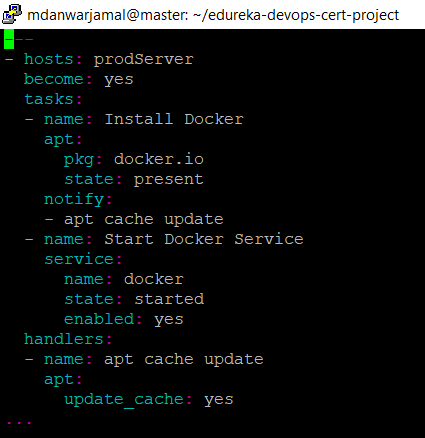 mdanwarjamal@master: ~/edureka-devops-cert-project
---
- hosts: prodServer
  become: yes
  tasks:
  - name: Install Docker
    apt:
      pkg: docker.io
      state: present
    notify:
    - apt cache update
  - name: Start Docker Service
    service:
      name: docker
      state: started
      enabled: yes
  handlers:
  - name: apt cache update
    apt:
      update_cache: yes
...